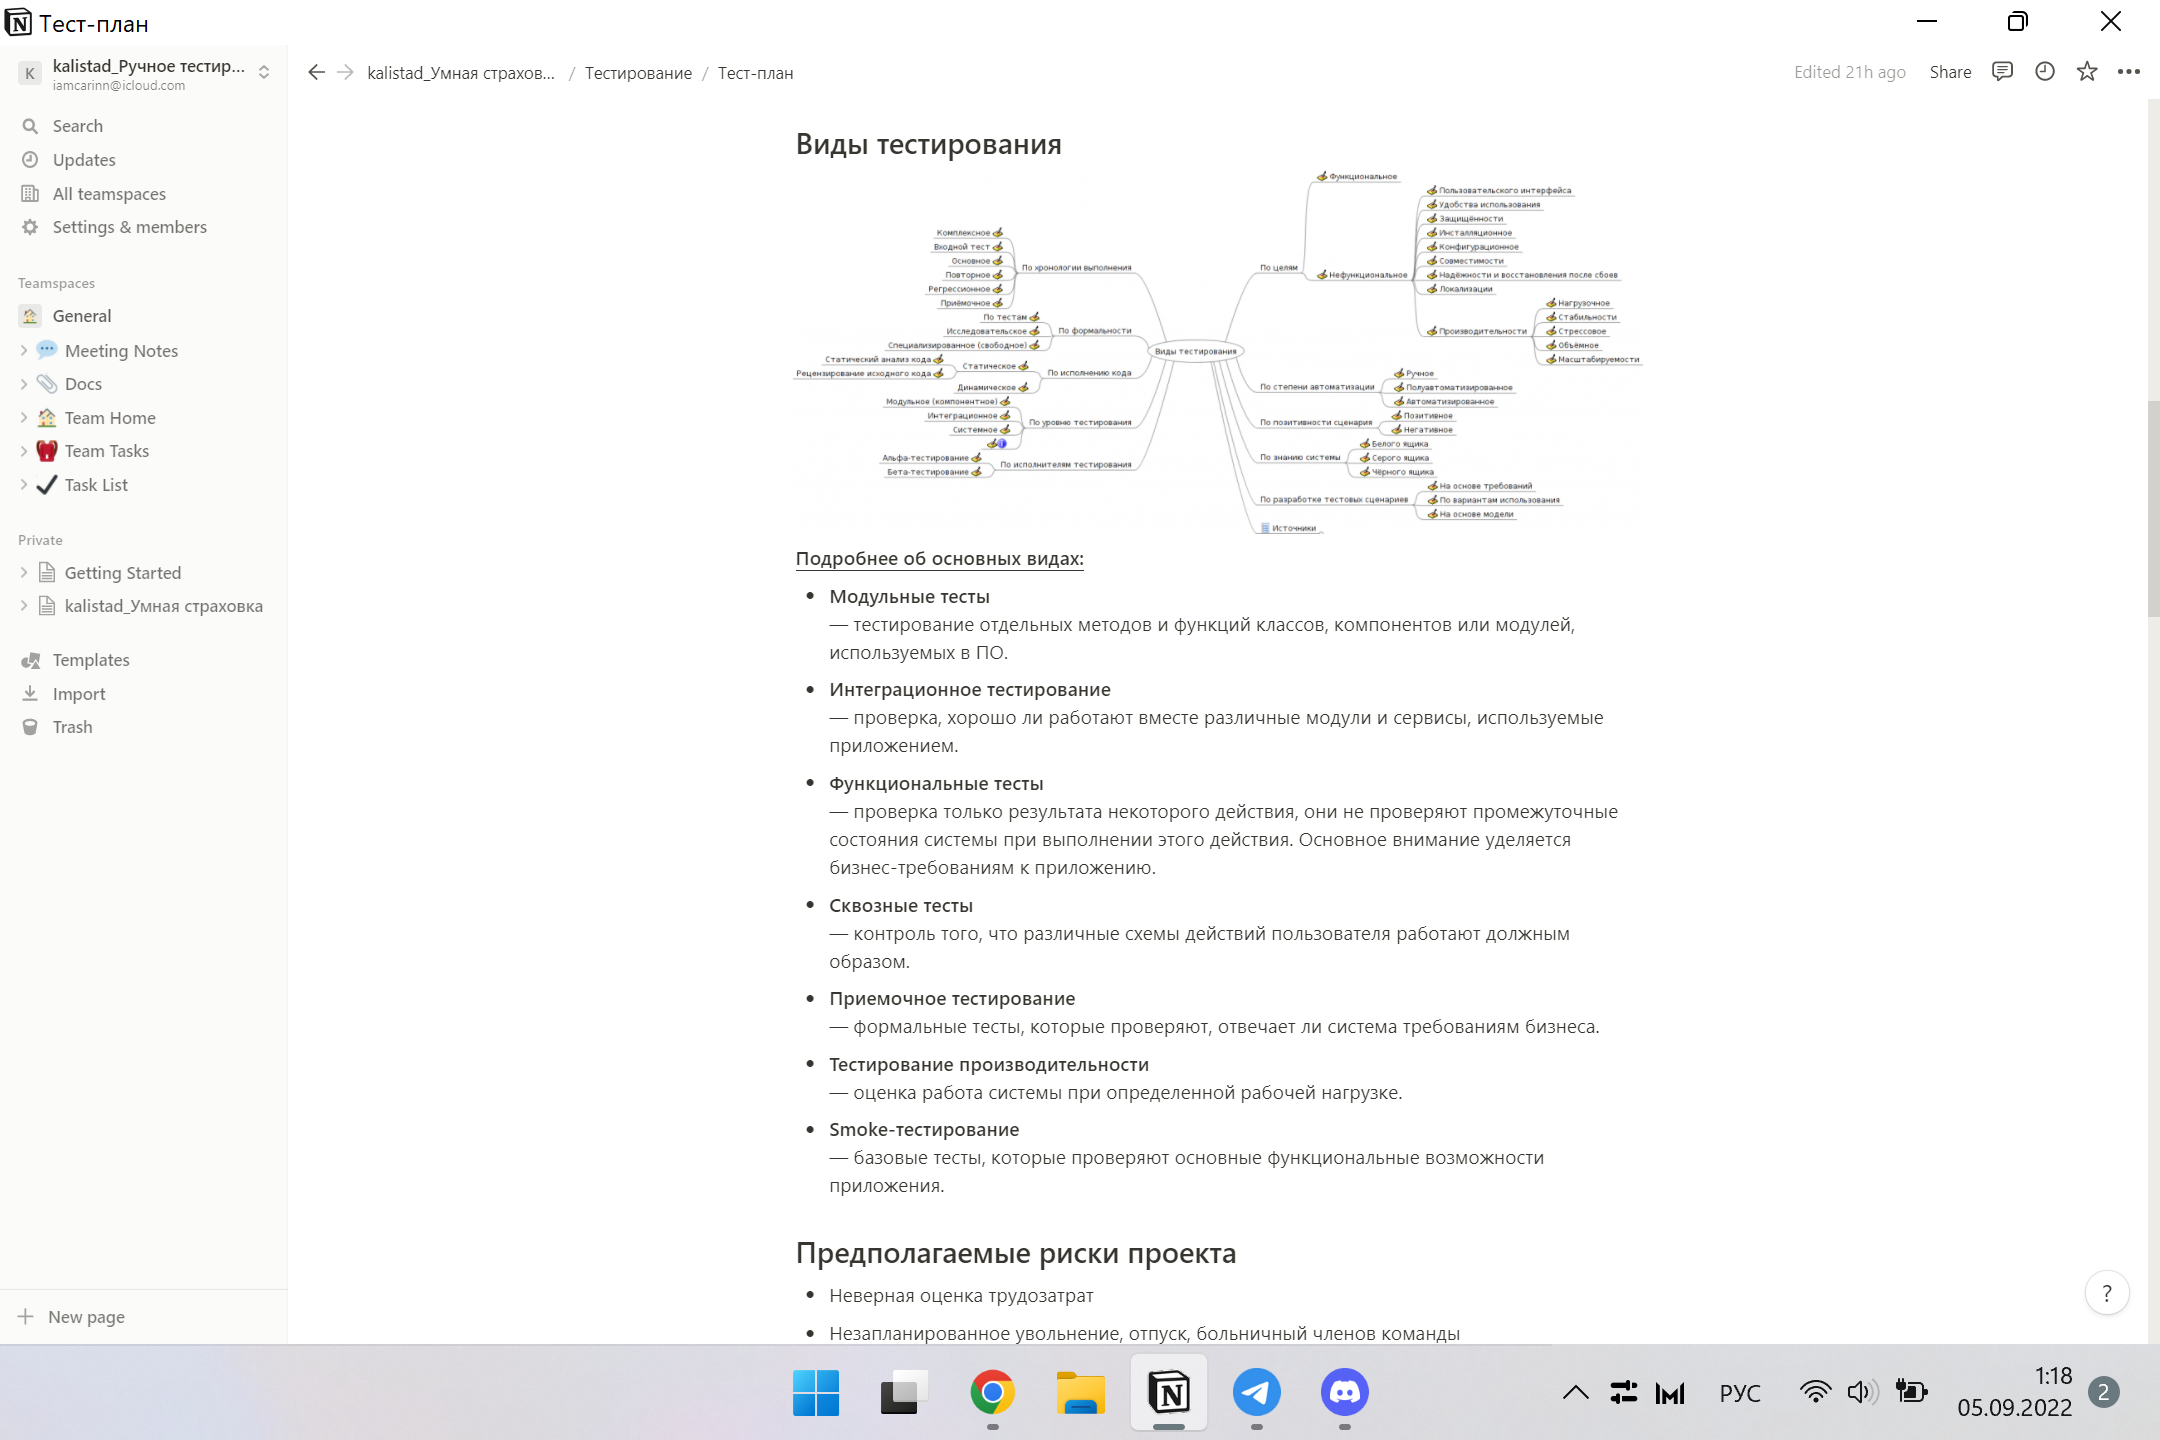 Тест-план
K
kalistad_Ручное тестир...
iamcarinn@icloud.com
kalistad_Умная страхов... / Тестирование / Тест-план
Edited 21h ago
Share
Search
Updates
All teamspaces
Settings & members
Teamspaces
General
Meeting Notes
Docs
Team Home
Team Tasks
Task List
Private
Getting Started
kalistad_Умная страховка
Templates
Import
Trash
New page
Виды тестирования
Виды тестирования
По хронологии выполнения
Комплексное
Входной тест
Основное
Повторное
Регрессионное
Приёмочное
По формальности
По тестам
Исследовательское
Специализированное (свободное)
По исполнению кода
Статическое
Статический анализ кода
Рецензирование исходного кода
Динамическое
По уровню тестирования
Модульное (компонентное)
Интеграционное
Системное
По исполнителям тестирования
Альфа-тестирование
Бета-тестирование
По целям
Функциональное
Нефункциональное
Пользовательского интерфейса
Удобства использования
Защищённости
Инсталляционное
Конфигурационное
Совместимости
Надёжности и восстановления после сбоев
Локализации
Производительности
Нагрузочное
Стабильности
Стрессовое
Объёмное
Масштабируемости
По степени автоматизации
Ручное
Полуавтоматизированное
Автоматизированное
По позитивности сценария
Позитивное
Негативное
По знанию системы
Белого ящика
Серого ящика
Чёрного ящика
По разработке тестовых сценариев
На основе требований
По вариантам использования
На основе модели
Источники
Подробнее об основных видах:
• Модульные тесты
— тестирование отдельных методов и функций классов, компонентов или модулей,
используемых в ПО.
• Интеграционное тестирование
— проверка, хорошо ли работают вместе различные модули и сервисы, используемые
приложением.
• Функциональные тесты
— проверка только результата некоторого действия, они не проверяют промежуточные
состояния системы при выполнении этого действия. Основное внимание уделяется
бизнес-требованиям к приложению.
• Сквозные тесты
— контроль того, что различные схемы действий пользователя работают должным
образом.
• Приемочное тестирование
— формальные тесты, которые проверяют, отвечает ли система требованиям бизнеса.
• Тестирование производительности
— оценка работа системы при определенной рабочей нагрузке.
• Smoke-тестирование
— базовые тесты, которые проверяют основные функциональные возможности
приложения.
Предполагаемые риски проекта
• Неверная оценка трудозатрат
• Незапланированное увольнение, отпуск, больничный членов команды
?
РУС
1:18
05.09.2022
2